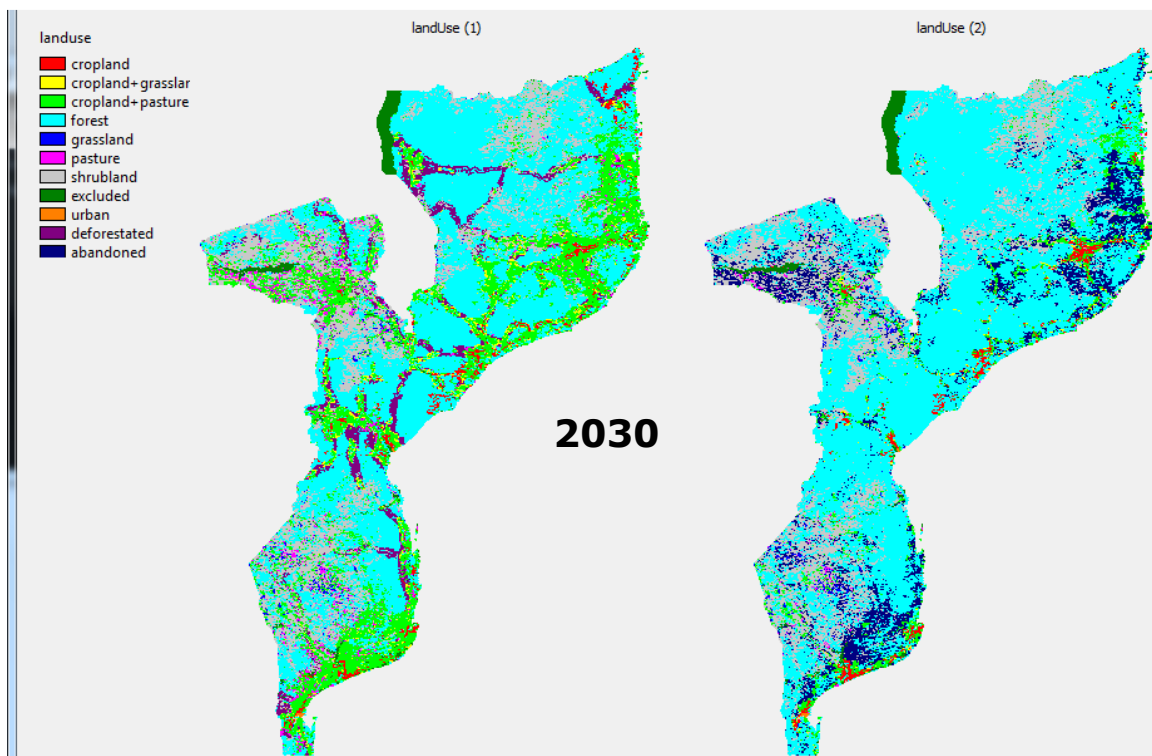 landUse (1)
landUse (2)
landuse
cropland
cropland+grasslar
cropland+pasture
forest
grassland
pasture
shrubland
excluded
urban
deforestated
abandoned
2030